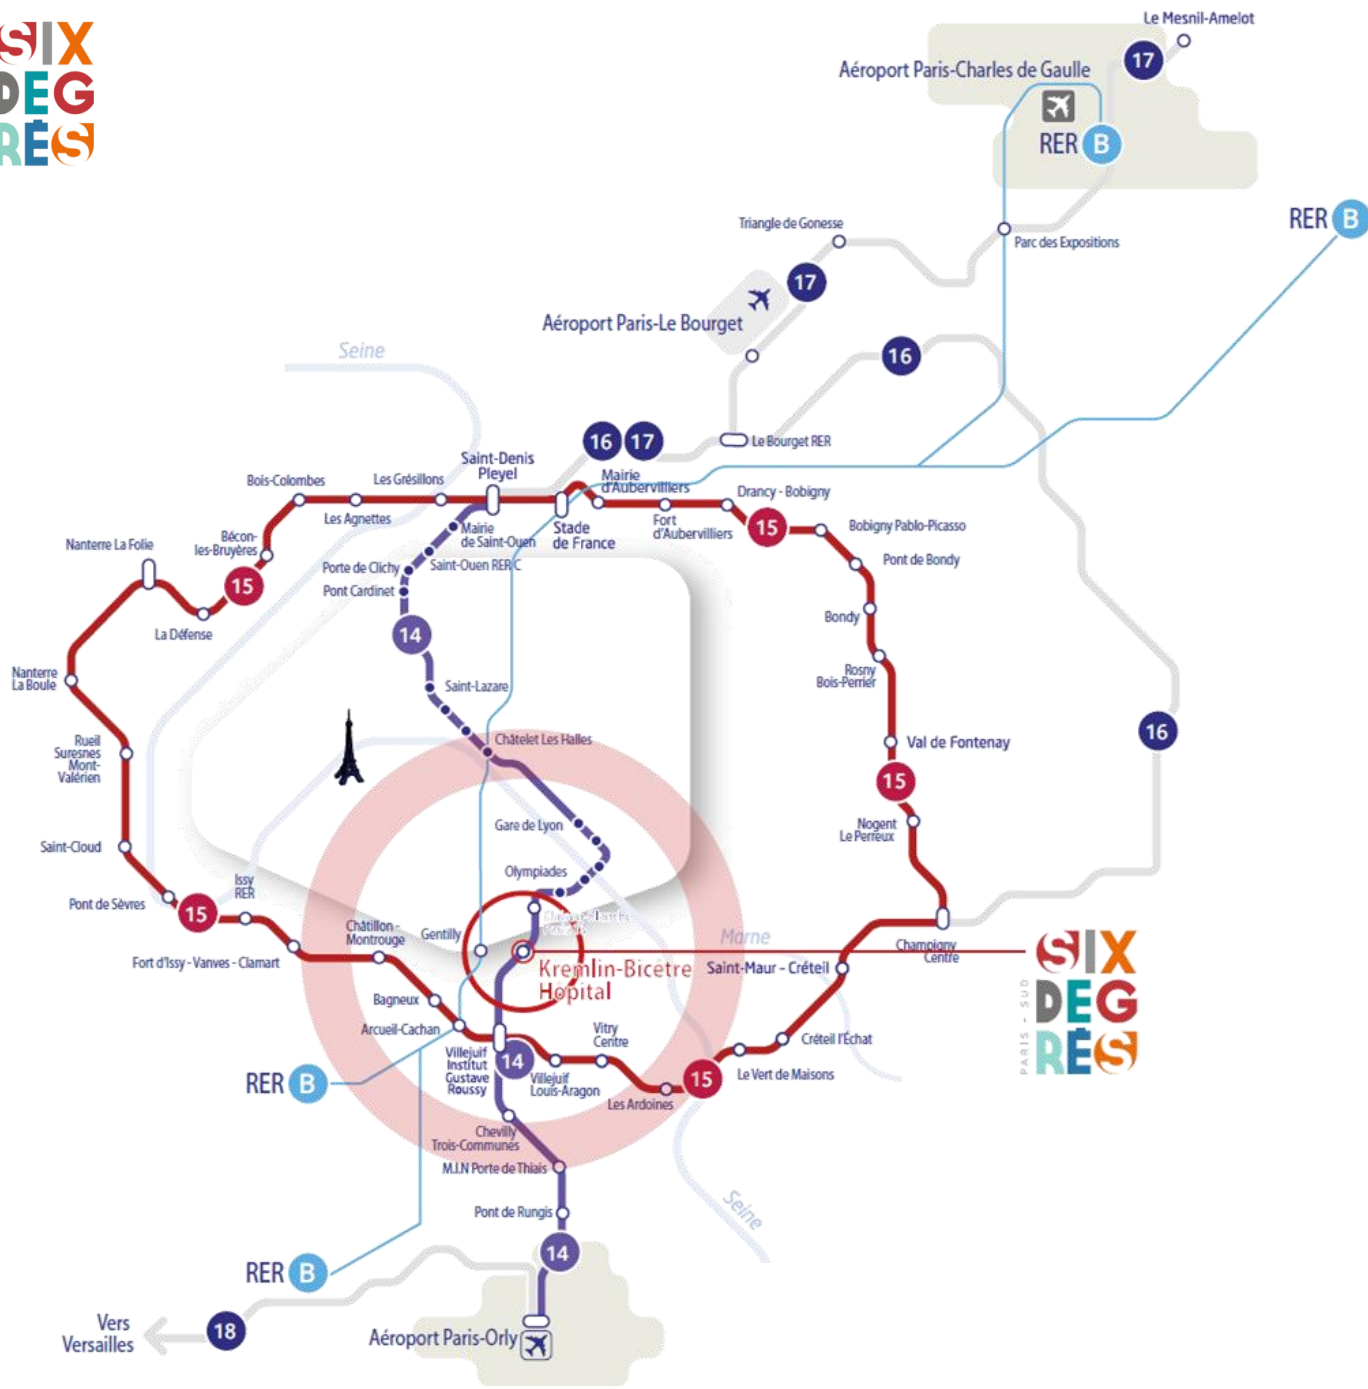 SIX
DEG
RÉS
Le Mesnil-Amelot
17
Aéroport Paris-Charles de Gaulle
RER B
RER B
Triangle de Gonesse
Parc des Expositions
17
Aéroport Paris-Le Bourget
Seine
16
16 17
Le Bourget RER
Saint-Denis
Pleyel
Bois-Colombes
Les Grésillons
Mairie
d'Aubervilliers
Drancy - Bobigny
Les Agnettes
Stade
de France
Fort
d'Aubervilliers
15
Bobigny Pablo-Picasso
Mairie
de Saint-Ouen
Bécon-
les-Bruyères
Nanterre La Folie
Pont de Bondy
Porte de Clichy
Saint-Ouen RER C
15
Pont Cardinet
Bondy
La Défense
14
Nanterre
La Boule
Rosny
Bois-Perrier
Saint-Lazare
Rueil
Suresnes
Mont-
Valérien
Châtelet Les Halles
Val de Fontenay
16
15
Gare de Lyon
Nogent
Le Perreux
Saint-Cloud
Olympiades
Issy
RER
Pont de Sèvres
15
Châtillon -
Montrouge
Gentilly
Marne
Champigny
Centre
Fort d'Issy - Vanves - Clamart
Kremlin-Bicêtre
Hôpital
Saint-Maur - Créteil
PARIS - SUD
SIX
DEG
RÉS
Bagneux
Arcueil-Cachan
Vitry
Centre
Créteil l'Échat
Villejuif
Institut
Gustave
Roussy
14
Villejuif
Louis-Aragon
15
Le Vert de Maisons
RER B
Les Ardoines
Chevilly
Trois-Communes
M.I.N Porte de Thiais
Seine
Pont de Rungis
14
RER B
Vers
Versailles
18
Aéroport Paris-Orly